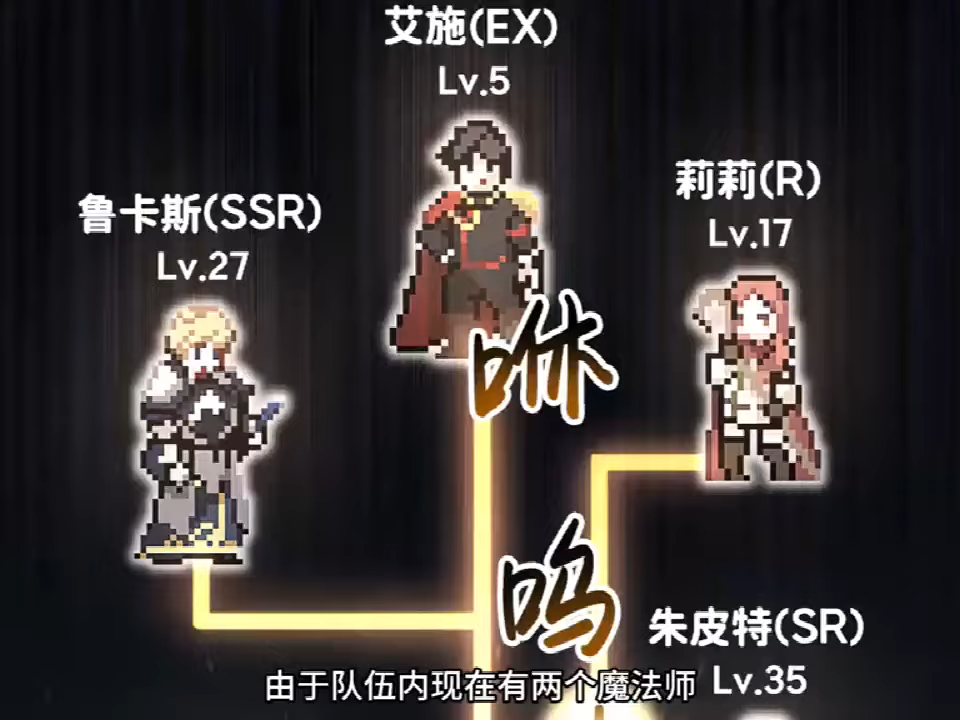 艾施(EX)
Lv.5
莉莉(R)
Lv.17
鲁卡斯(SSR)
Lv.27
咻
呜
朱皮特(SR)
Lv.35
由于队伍内现在有两个魔法师